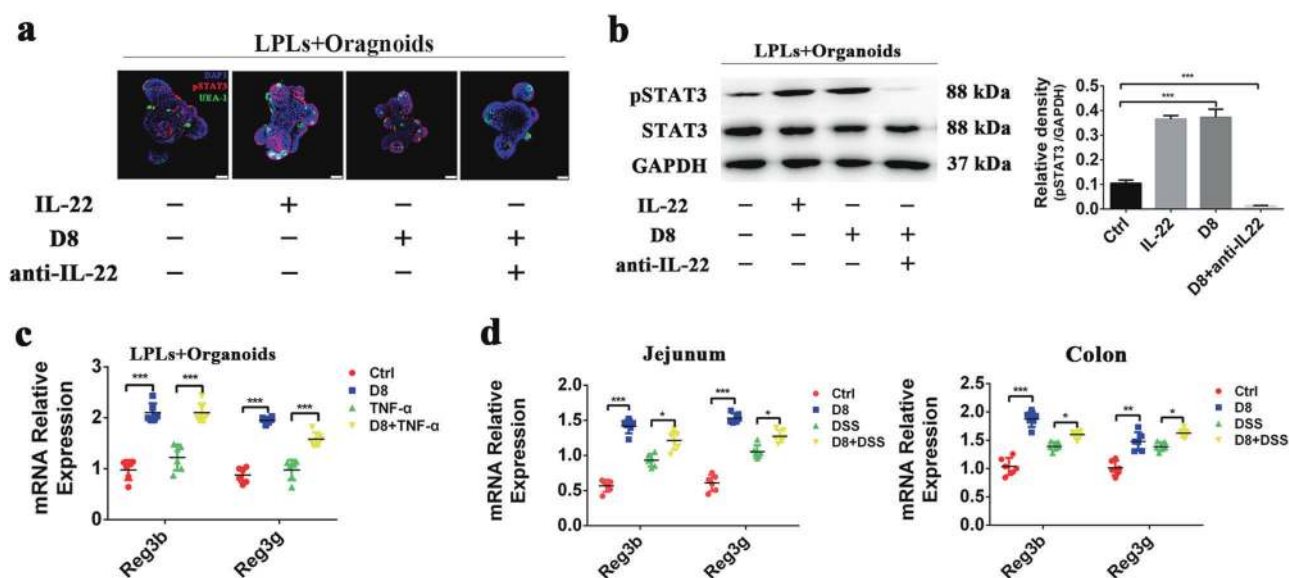 a
LPLs+Oragnoids
DAPI
pSTAT3
UEA-1
IL-22 − + − −
D8 − − + +
anti-IL-22 − − − +
b
LPLs+Organoids
pSTAT3 88 kDa
STAT3 88 kDa
GAPDH 37 kDa
IL-22 − + − −
D8 − − + +
anti-IL-22 − − − +
Relative density
(pSTAT3 /GAPDH)
0.5
0.4
0.3
0.2
0.1
0.0
***
***
Ctrl
IL-22
D8
D8+anti-IL22
c
LPLs+Organoids
mRNA Relative
Expression
3
2
1
0
*** *** *** ***
Ctrl
D8
TNF-α
D8+TNF-α
Reg3b
Reg3g
d
Jejunum
mRNA Relative
Expression
2.0
1.5
1.0
0.5
0.0
*** * *** *
Ctrl
D8
DSS
D8+DSS
Reg3b
Reg3g
Colon
mRNA Relative
Expression
2.5
2.0
1.5
1.0
0.5
0.0
*** * ** *
Ctrl
D8
DSS
D8+DSS
Reg3b
Reg3g